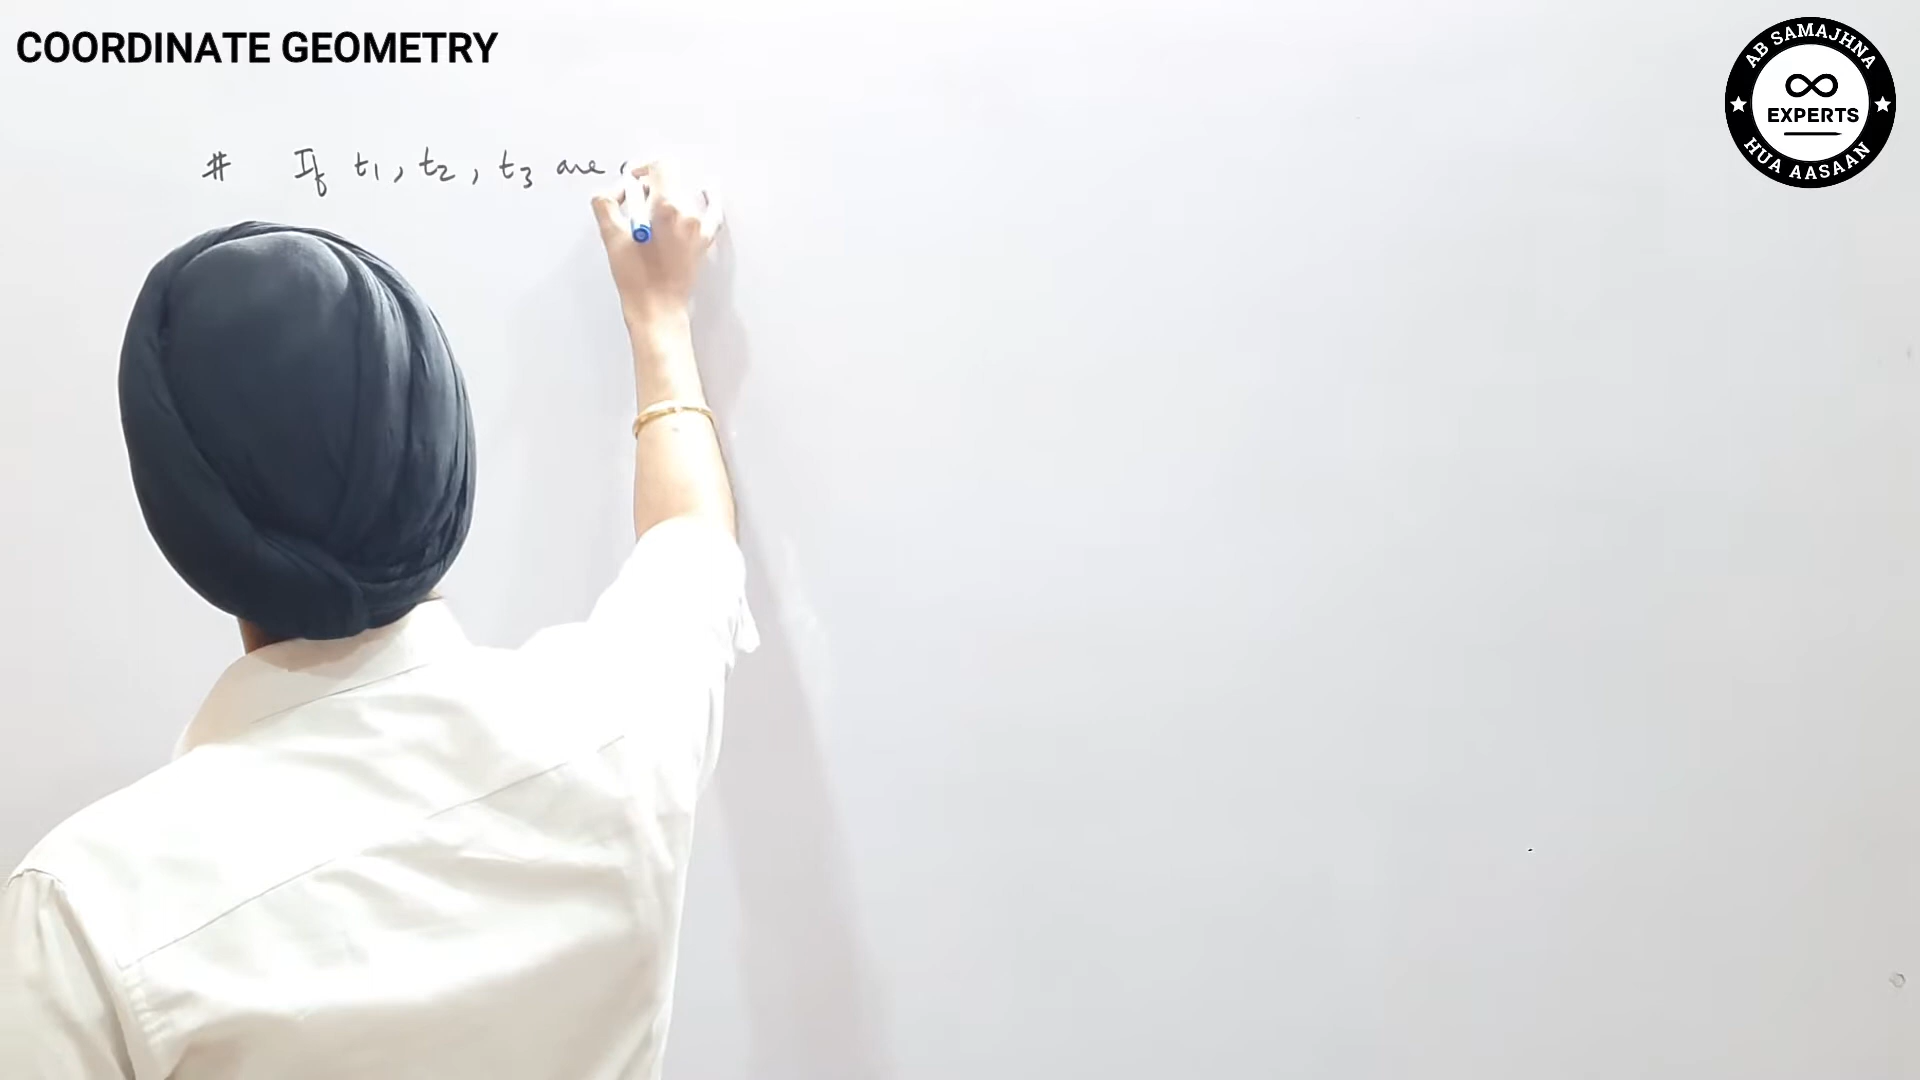 COORDINATE GEOMETRY
AB SAMAJHNA
EXPERTS
HUA AASAAN
# If t₁, t₂, t₃ are